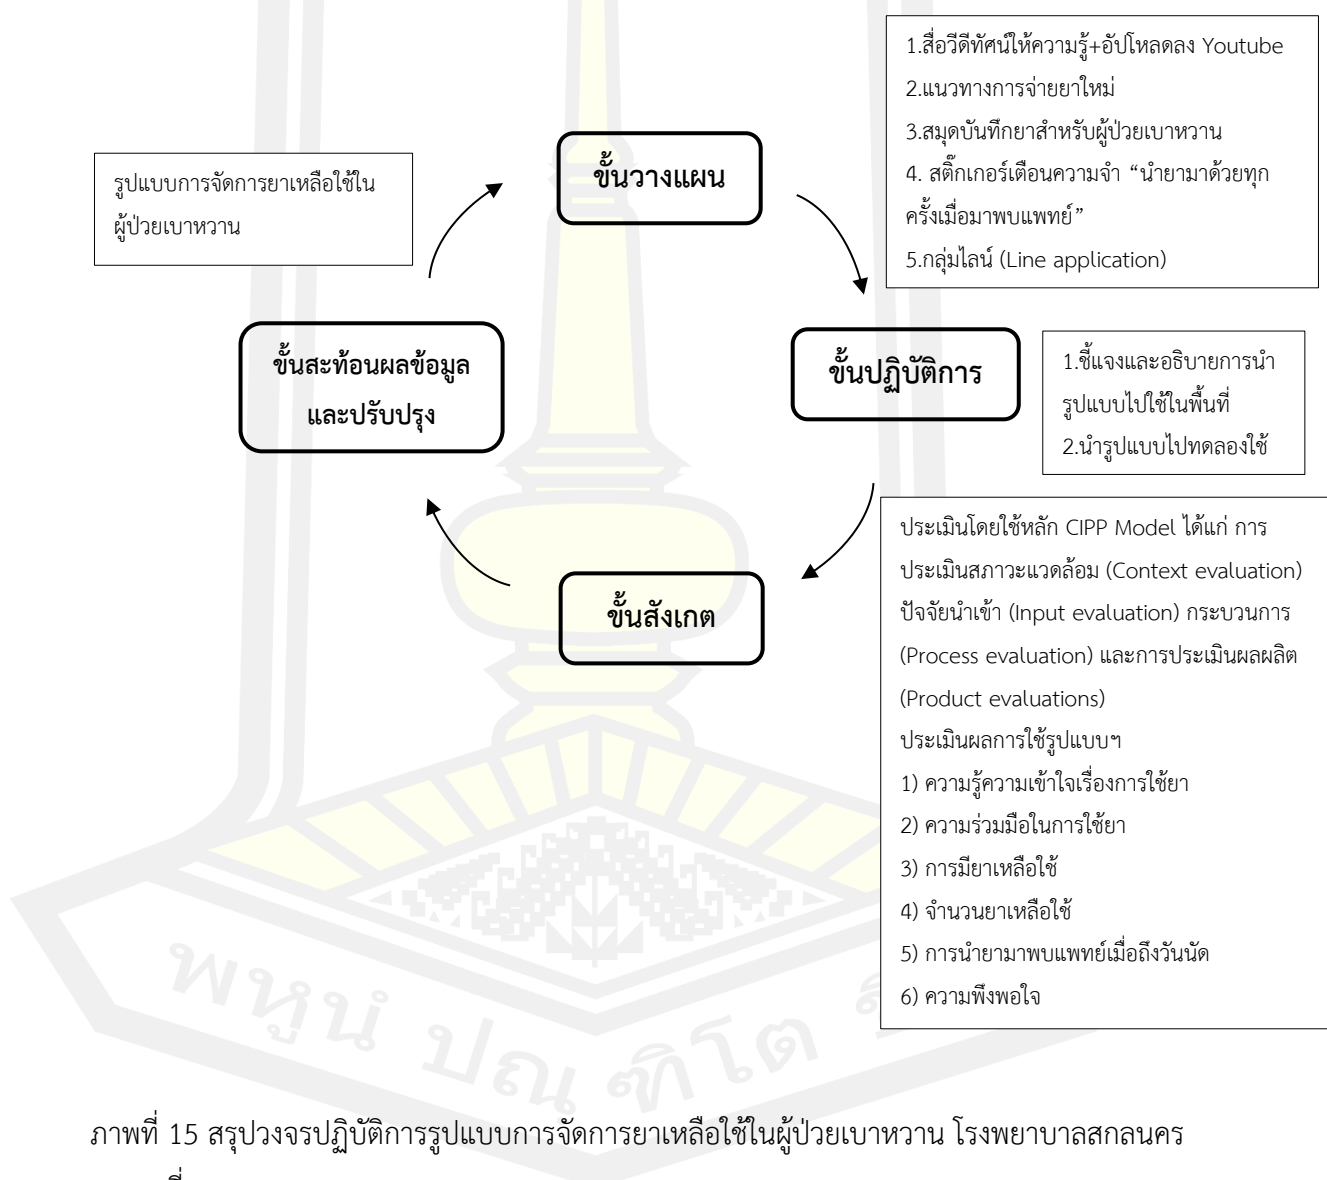 1.สื่อวีดีทัศน์ให้ความรู้+อัปโหลดลง Youtube
2.แนวทางการจ่ายยาใหม่
3.สมุดบันทึกยาสำหรับผู้ป่วยเบาหวาน
4. สติ๊กเกอร์เตือนความจำ “นำยามาด้วยทุก
ครั้งเมื่อมาพบแพทย์”
5.กลุ่มไลน์ (Line application)
ขั้นวางแผน
รูปแบบการจัดการยาเหลือใช้ใน
ผู้ป่วยเบาหวาน
ขั้นสะท้อนผลข้อมูล
และปรับปรุง
ขั้นปฏิบัติการ
1.ชี้แจงและอธิบายการนำ
รูปแบบไปใช้ในพื้นที่
2.นำรูปแบบไปทดลองใช้
ขั้นสังเกต
ประเมินโดยใช้หลัก CIPP Model ได้แก่ การ
ประเมินสภาวะแวดล้อม (Context evaluation)
ปัจจัยนำเข้า (Input evaluation) กระบวนการ
(Process evaluation) และการประเมินผลผลิต
(Product evaluations)
ประเมินผลการใช้รูปแบบฯ
1) ความรู้ความเข้าใจเรื่องการใช้ยา
2) ความร่วมมือในการใช้ยา
3) การมียาเหลือใช้
4) จำนวนยาเหลือใช้
5) การนำยามาพบแพทย์เมื่อถึงวันนัด
6) ความพึงพอใจ
พหูนํ ปณฺฑิโต
ภาพที่ 15 สรุปวงจรปฏิบัติการรูปแบบการจัดการยาเหลือใช้ในผู้ป่วยเบาหวาน โรงพยาบาลสกลนคร